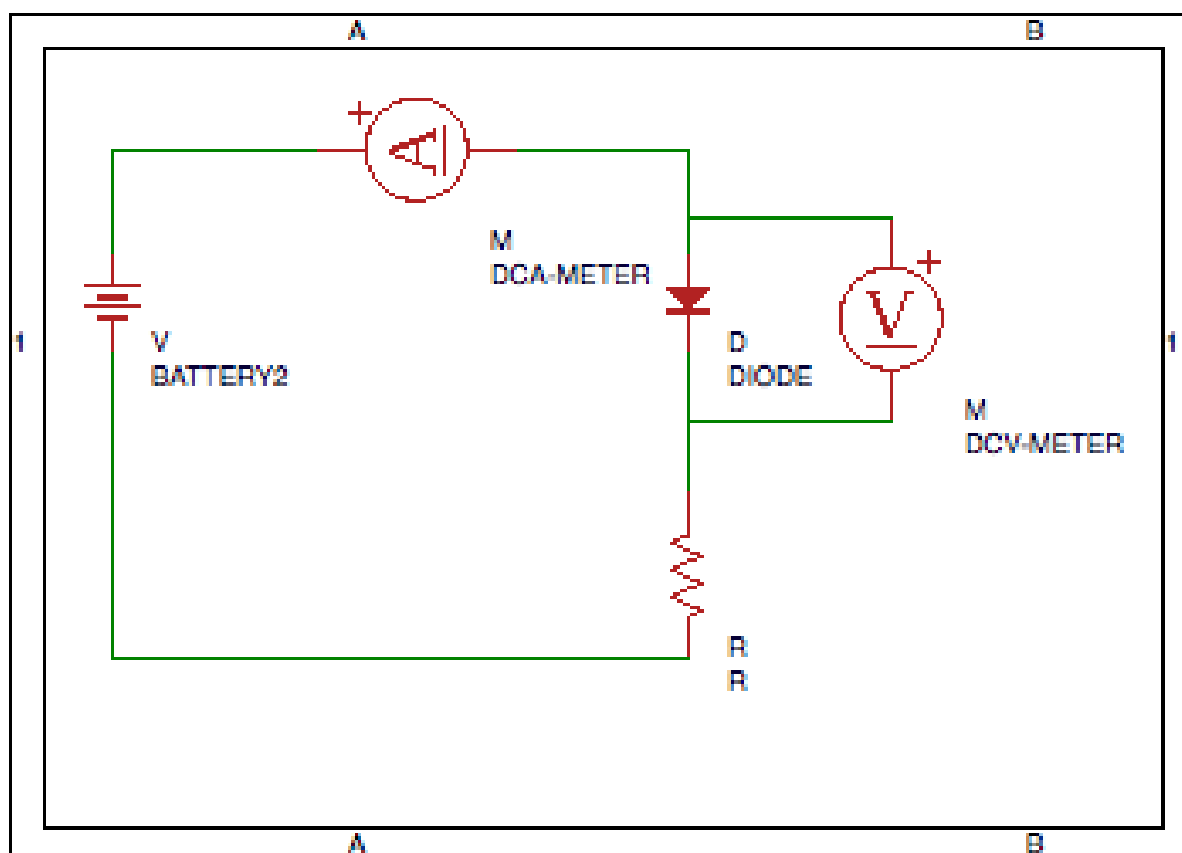 A B
+
M
DCA-METER
+
A
V
1 V D 1
BATTERY2 DIODE
M
DCV-METER
R
R
A B